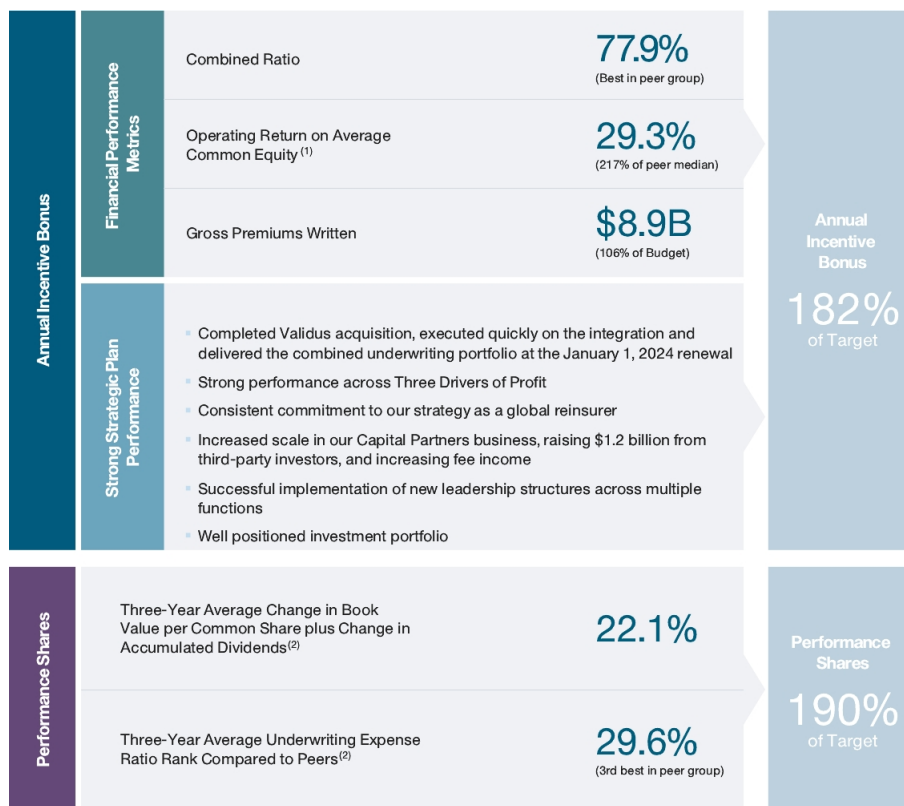 Annual Incentive Bonus
Financial Performance
Metrics
Combined Ratio
77.9%
(Best in peer group)
Operating Return on Average
Common Equity (1)
29.3%
(217% of peer median)
Gross Premiums Written
$8.9B
(106% of Budget)
Strong Strategic Plan
Performance
▪ Completed Validus acquisition, executed quickly on the integration and
delivered the combined underwriting portfolio at the January 1, 2024 renewal
▪ Strong performance across Three Drivers of Profit
▪ Consistent commitment to our strategy as a global reinsurer
▪ Increased scale in our Capital Partners business, raising $1.2 billion from
third-party investors, and increasing fee income
▪ Successful implementation of new leadership structures across multiple
functions
▪ Well positioned investment portfolio
Annual
Incentive
Bonus
182%
of Target
Performance Shares
Three-Year Average Change in Book
Value per Common Share plus Change in
Accumulated Dividends(2)
22.1%
Three-Year Average Underwriting Expense
Ratio Rank Compared to Peers(2)
29.6%
(3rd best in peer group)
Performance
Shares
190%
of Target